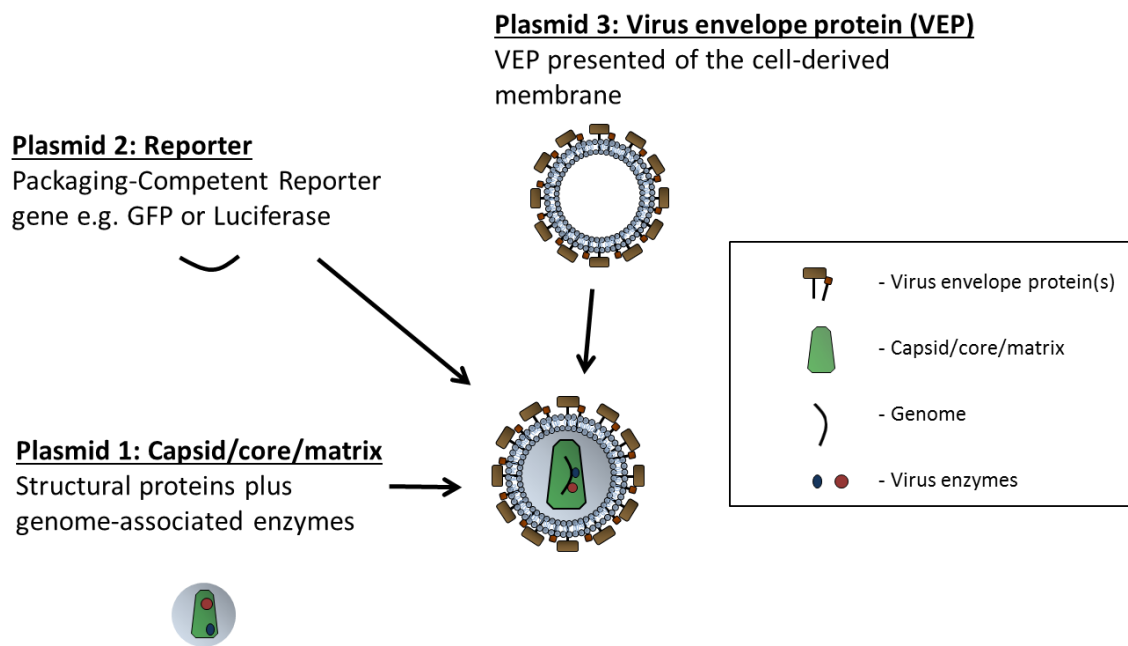 Plasmid 3: Virus envelope protein (VEP)
VEP presented of the cell-derived
membrane
Plasmid 2: Reporter
Packaging-Competent Reporter
gene e.g. GFP or Luciferase
- Virus envelope protein(s)
- Capsid/core/matrix
- Genome
- Virus enzymes
Plasmid 1: Capsid/core/matrix
Structural proteins plus
genome-associated enzymes